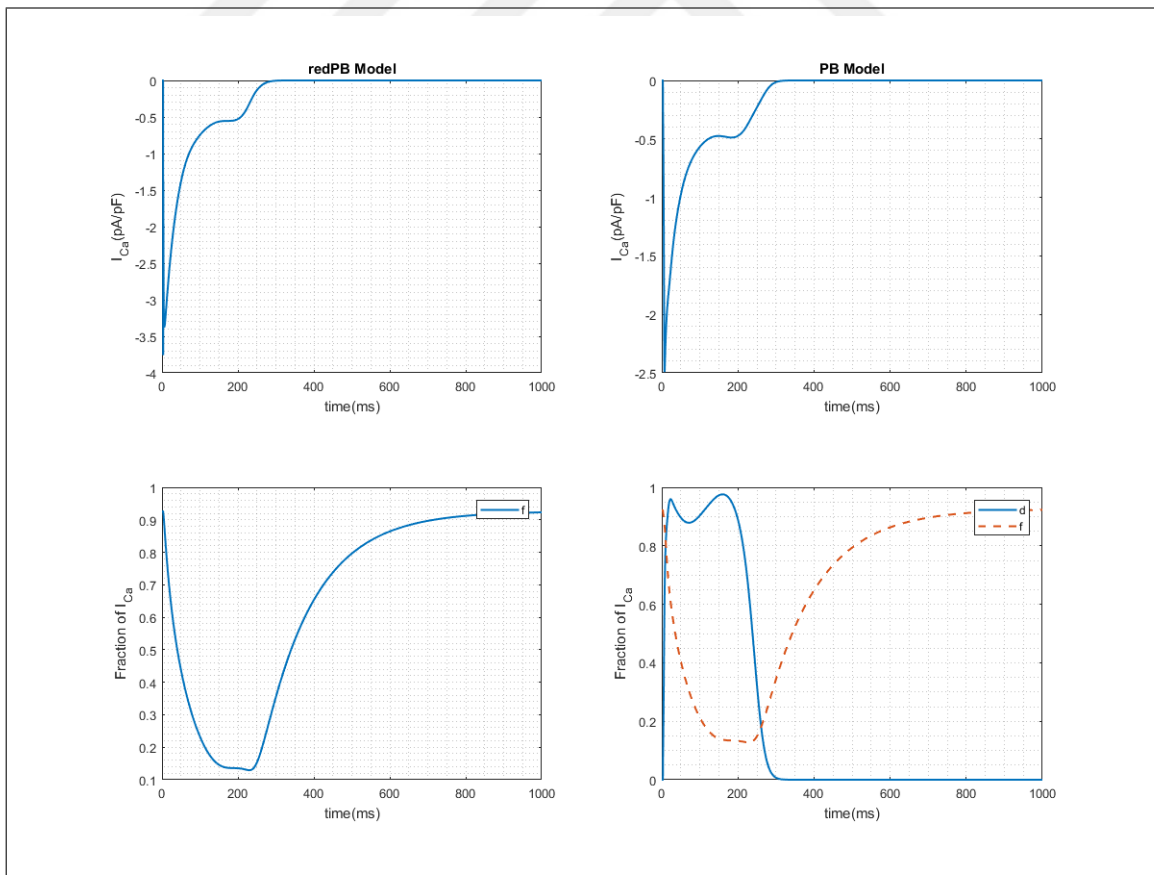 redPB Model
0
-0.5
-1
-1.5
-2
-2.5
-3
-3.5
-4
I_Ca(pA/pF)
0 200 400 600 800 1000
time(ms)
PB Model
0
-0.5
-1
-1.5
-2
-2.5
I_Ca(pA/pF)
0 200 400 600 800 1000
time(ms)
1
0.9
0.8
0.7
0.6
0.5
0.4
0.3
0.2
0.1
Fraction of I_Ca
f
0 200 400 600 800 1000
time(ms)
1
0.8
0.6
0.4
0.2
0
Fraction of I_Ca
d
f
0 200 400 600 800 1000
time(ms)